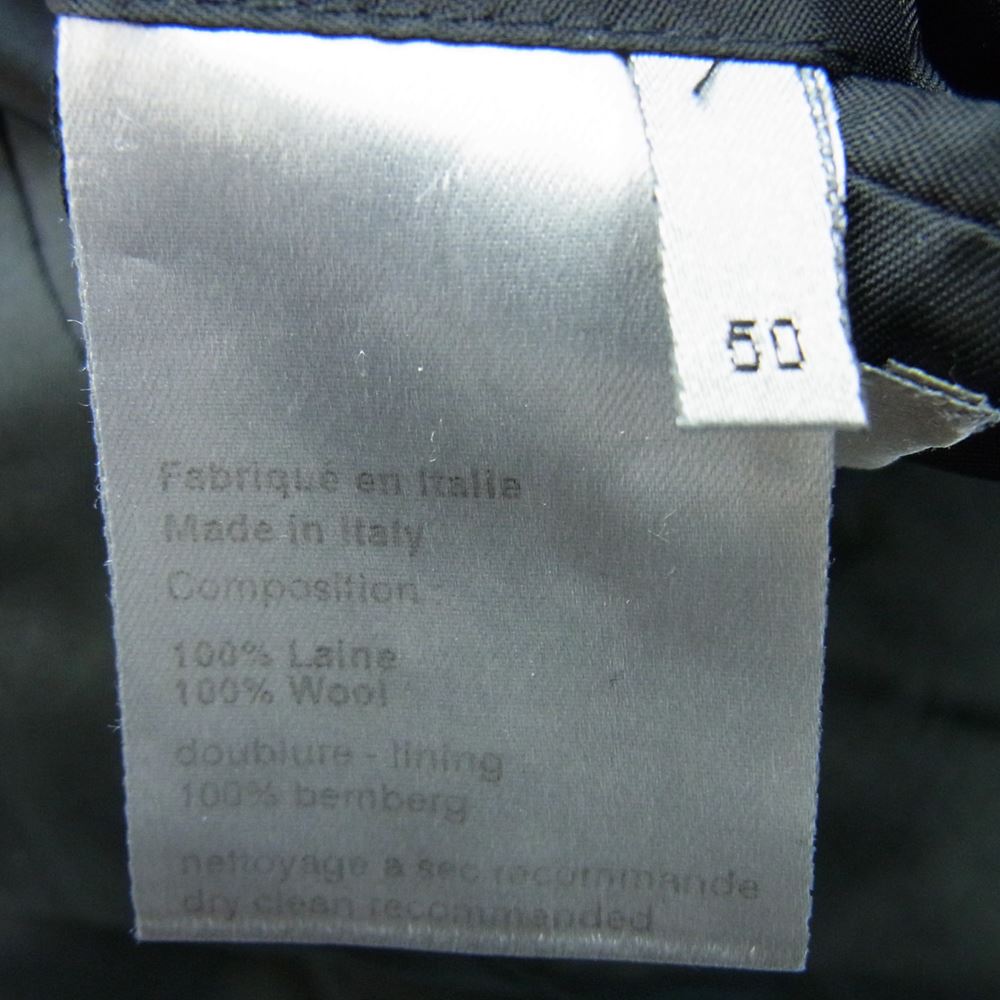 50
Fabriqué en Italie
Made in Italy
Composition :
100% Laine
100% Wool
doublure - lining
100% bemberg
nettoyage a sec recommande
dry clean recommended